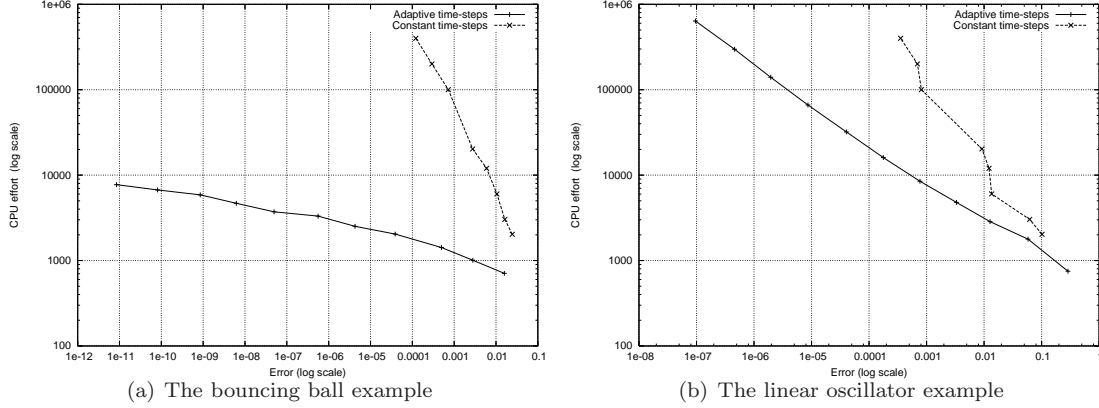 1e+06
100000
10000
1000
100
1e-12 1e-11 1e-10 1e-09 1e-08 1e-07 1e-06 1e-05 0.0001 0.001 0.01 0.1
CPU effort (log scale)
Error (log scale)
Adaptive time-steps
Constant time-steps
(a) The bouncing ball example
1e+06
100000
10000
1000
100
1e-08 1e-07 1e-06 1e-05 0.0001 0.001 0.01 0.1 1
CPU effort (log scale)
Error (log scale)
Adaptive time-steps
Constant time-steps
(b) The linear oscillator example